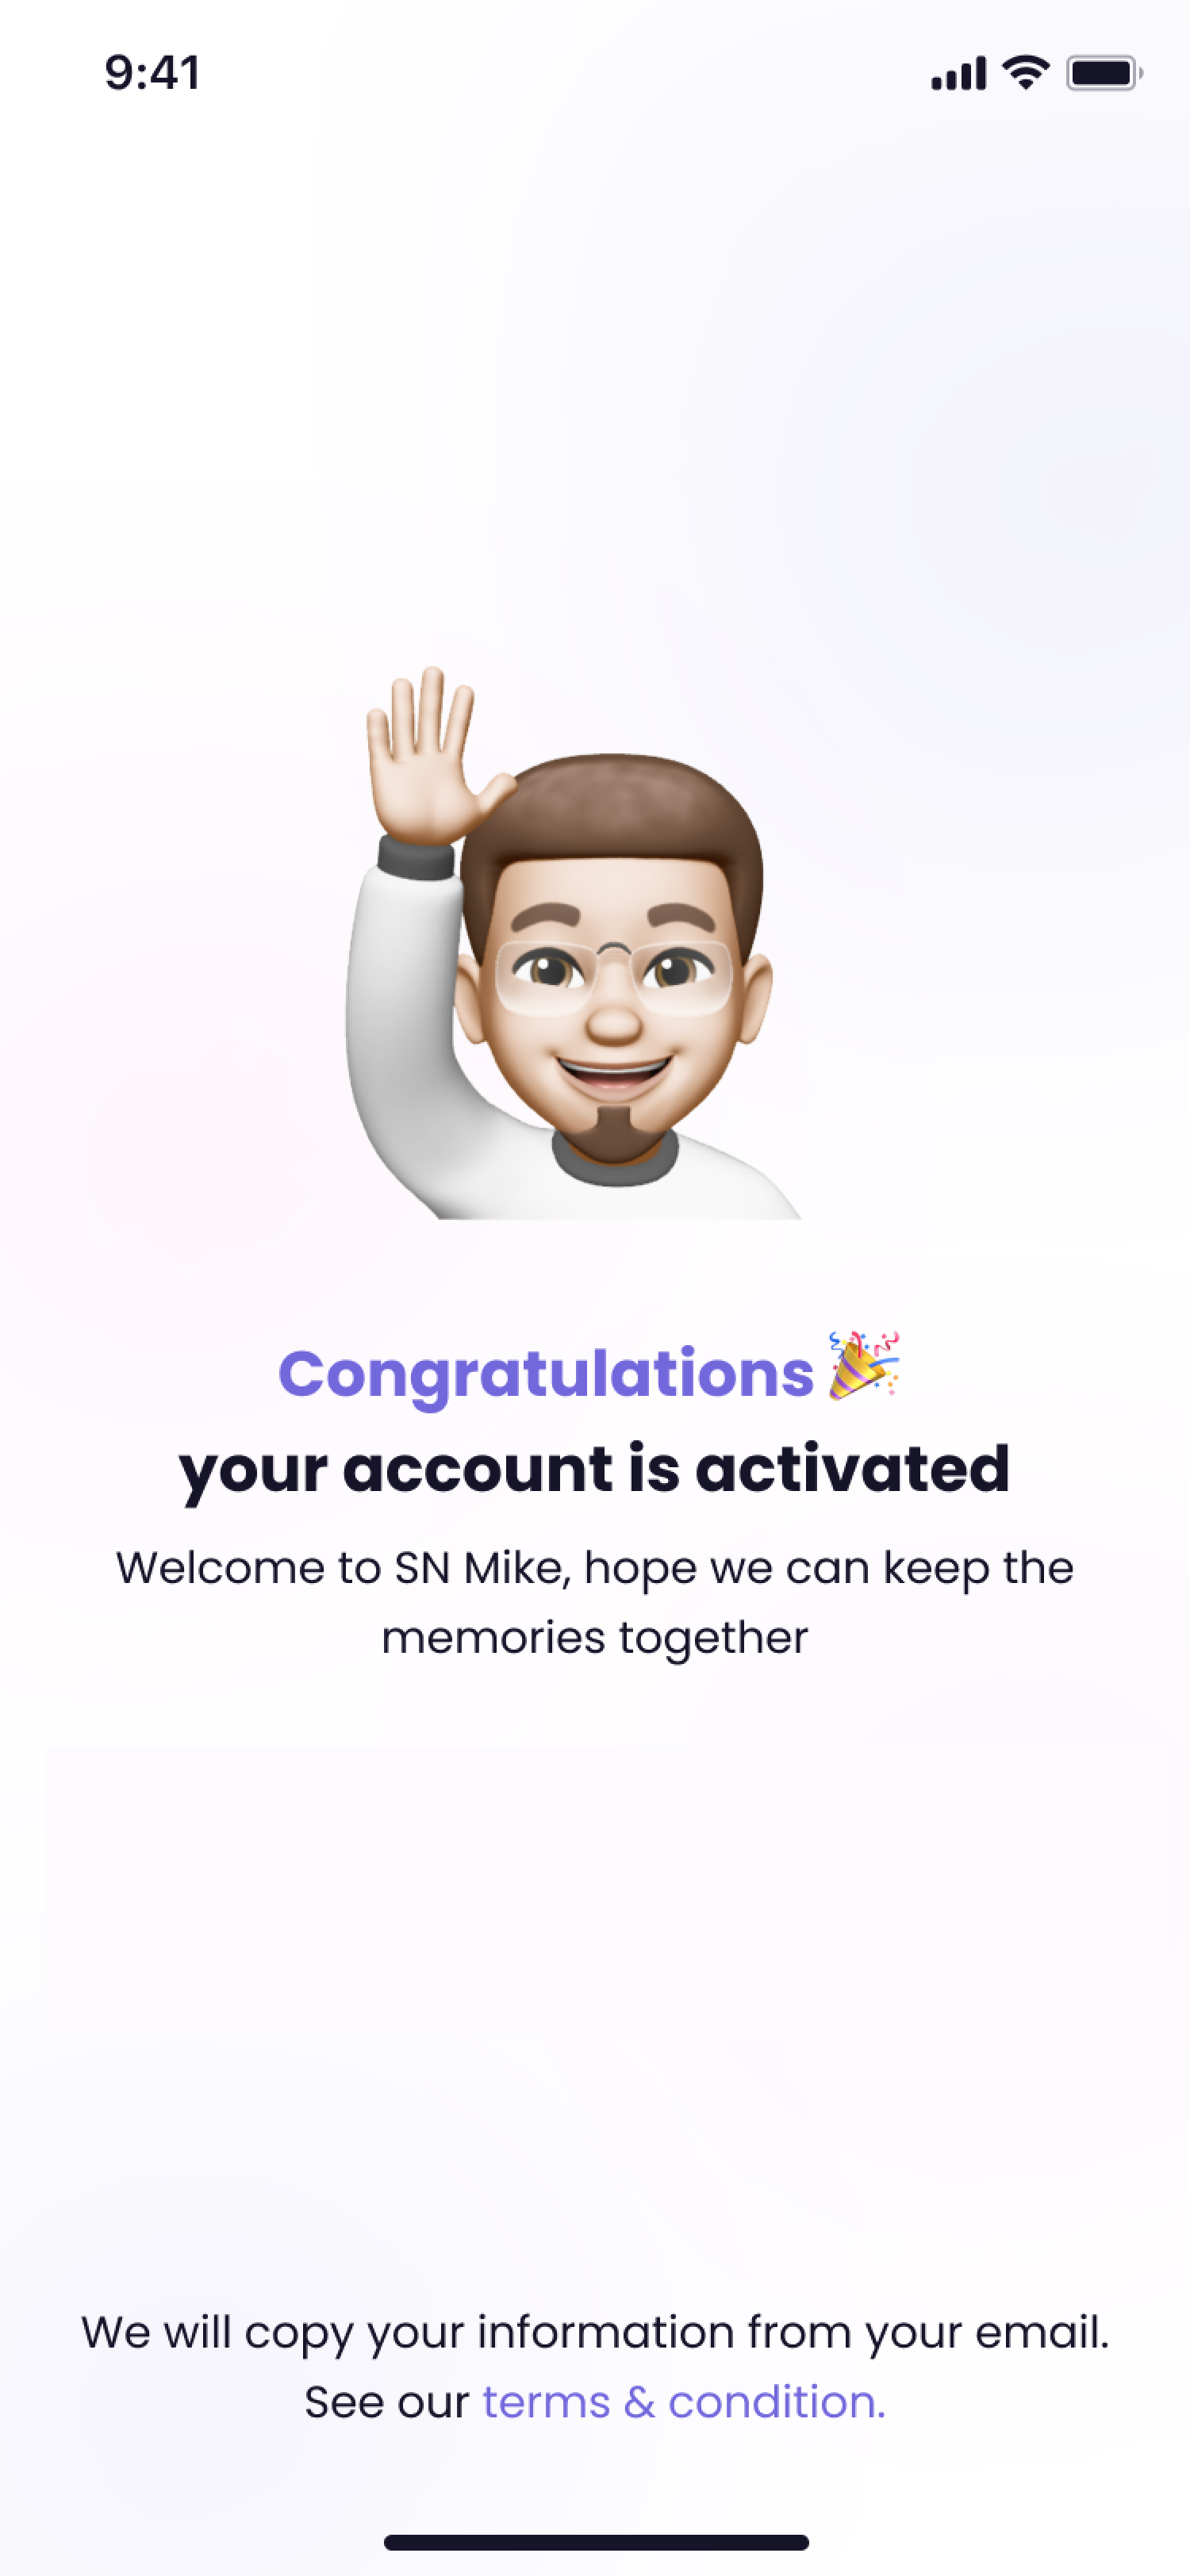 9:41
Congratulations 🎉
your account is activated
Welcome to SN Mike, hope we can keep the
memories together
We will copy your information from your email.
See our terms & condition.